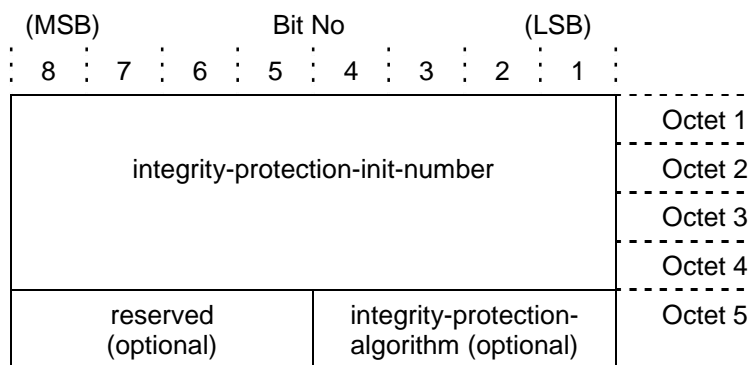 (MSB) Bit No (LSB)
8 7 6 5 4 3 2 1
Octet 1
integrity-protection-init-number Octet 2
Octet 3
Octet 4
reserved integrity-protection- Octet 5
(optional) algorithm (optional)